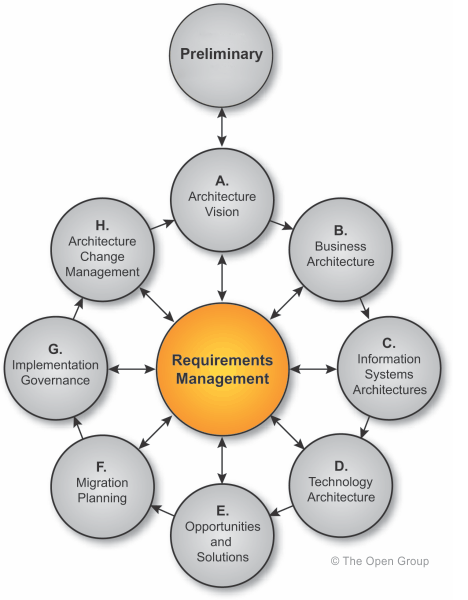 Preliminary
A.
Architecture
Vision
B.
Business
Architecture
C.
Information
Systems
Architectures
D.
Technology
Architecture
E.
Opportunities
and
Solutions
F.
Migration
Planning
G.
Implementation
Governance
H.
Architecture
Change
Management
Requirements
Management
© The Open Group